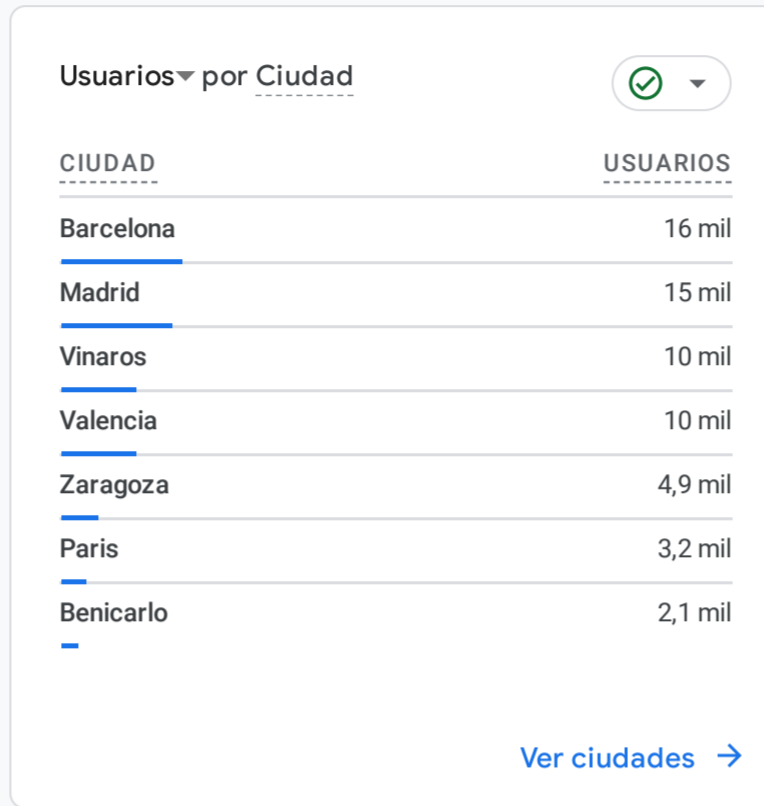 Usuarios por Ciudad
CIUDAD USUARIOS
Barcelona 16 mil
Madrid 15 mil
Vinaros 10 mil
Valencia 10 mil
Zaragoza 4,9 mil
Paris 3,2 mil
Benicarlo 2,1 mil
Ver ciudades